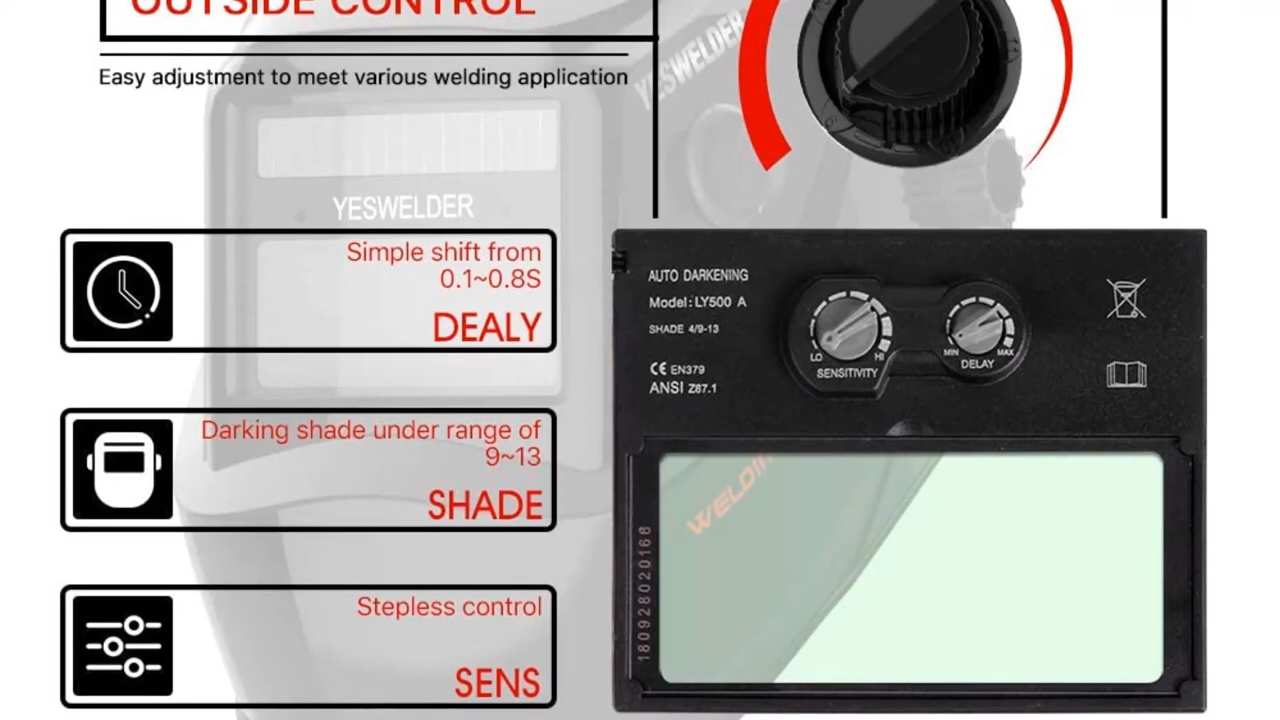 OUTSIDE CONTROL
Easy adjustment to meet various welding application
YESWELDER
YESWELDER
Simple shift from
0.1~0.8S
DEALY
Darking shade under range of
9~13
SHADE
Stepless control
SENS
AUTO DARKENING
Model: LY500 A
SHADE 4/9-13
CE EN379
ANSI Z87.1
LO
HI
SENSITIVITY
MIN
MAX
DELAY
180928020168